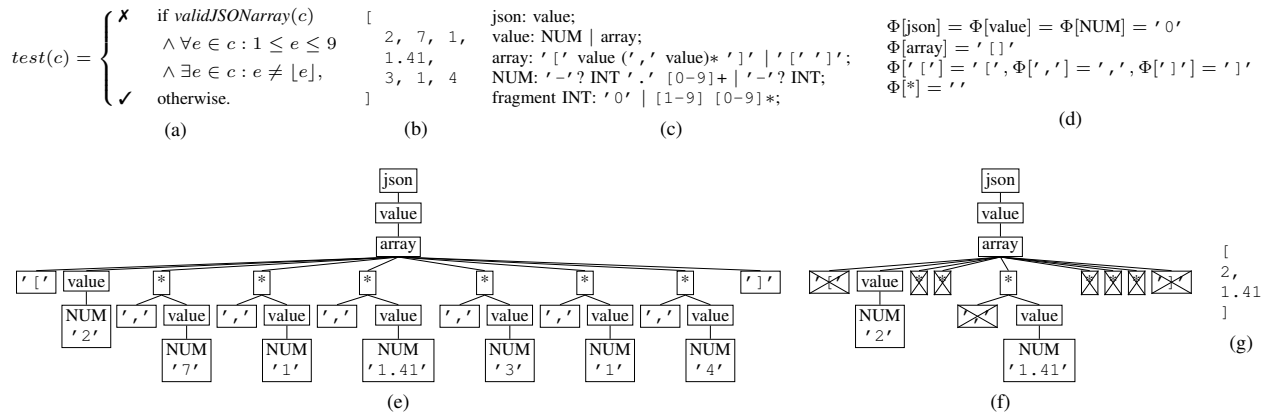 test(c) = { ✗ if validJSONarray(c)
∧ ∀e ∈ c : 1 ≤ e ≤ 9
∧ ∃e ∈ c : e ≠ ⌊e⌋,
✓ otherwise.
(a)
[
2, 7, 1,
1.41,
3, 1, 4
]
(b)
json: value;
value: NUM | array;
array: '[' value (',' value)* ']' | '[' ']';
NUM: '-'? INT '.' [0-9]+ | '-'? INT;
fragment INT: '0' | [1-9] [0-9]*;
(c)
Φ[json] = Φ[value] = Φ[NUM] = '0'
Φ[array] = '[]'
Φ['['] = '[', Φ[','] = ',', Φ[']'] = ']'
Φ[*] = ''
(d)
json
value
array
'[' value * * * * * * ']'
NUM '2' ',' value ',' value ',' value ',' value ',' value ',' value
NUM '7' NUM '1' NUM '1.41' NUM '3' NUM '1' NUM '4'
(e)
json
value
array
'[' value * * * * * * ']'
NUM '2' ',' value
NUM '1.41'
(f)
[
2,
1.41
]
(g)